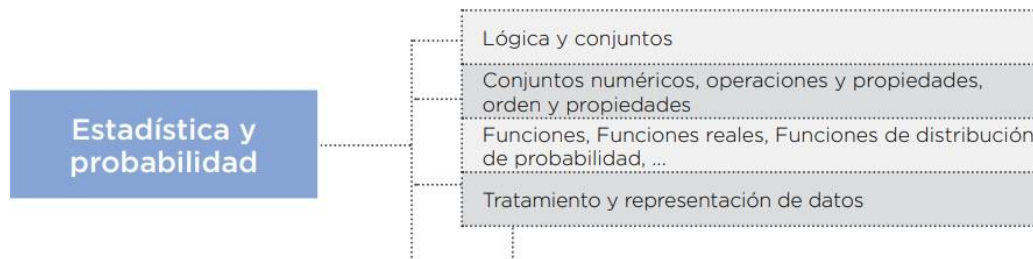 Estadística y
probabilidad
Lógica y conjuntos
Conjuntos numéricos, operaciones y propiedades,
orden y propiedades
Funciones, Funciones reales, Funciones de distribución
de probabilidad, ...
Tratamiento y representación de datos